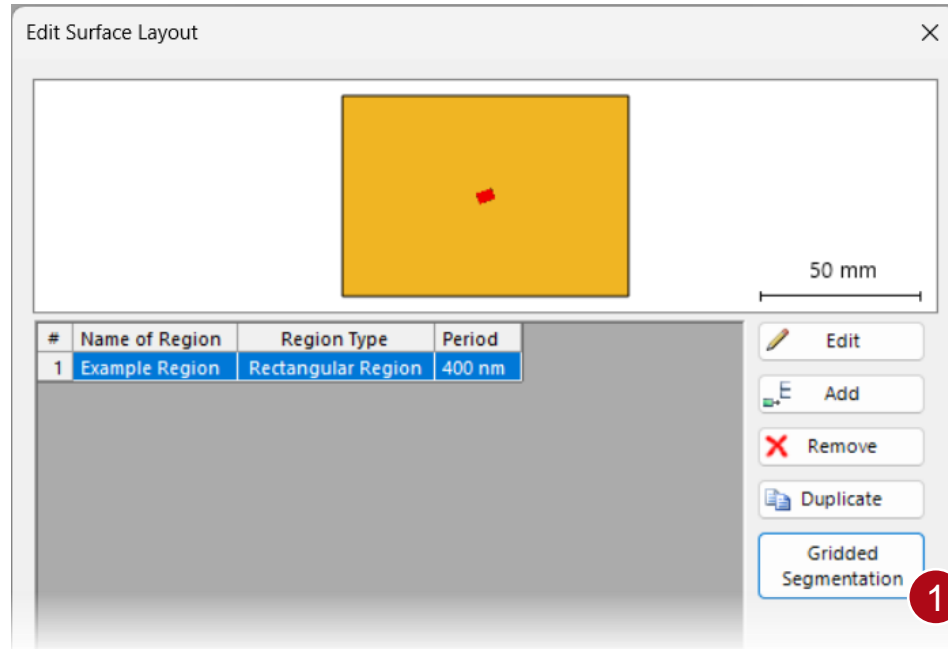 Edit Surface Layout
50 mm
# Name of Region Region Type Period
1 Example Region Rectangular Region 400 nm
Edit
Add
Remove
Duplicate
Gridded
Segmentation
1